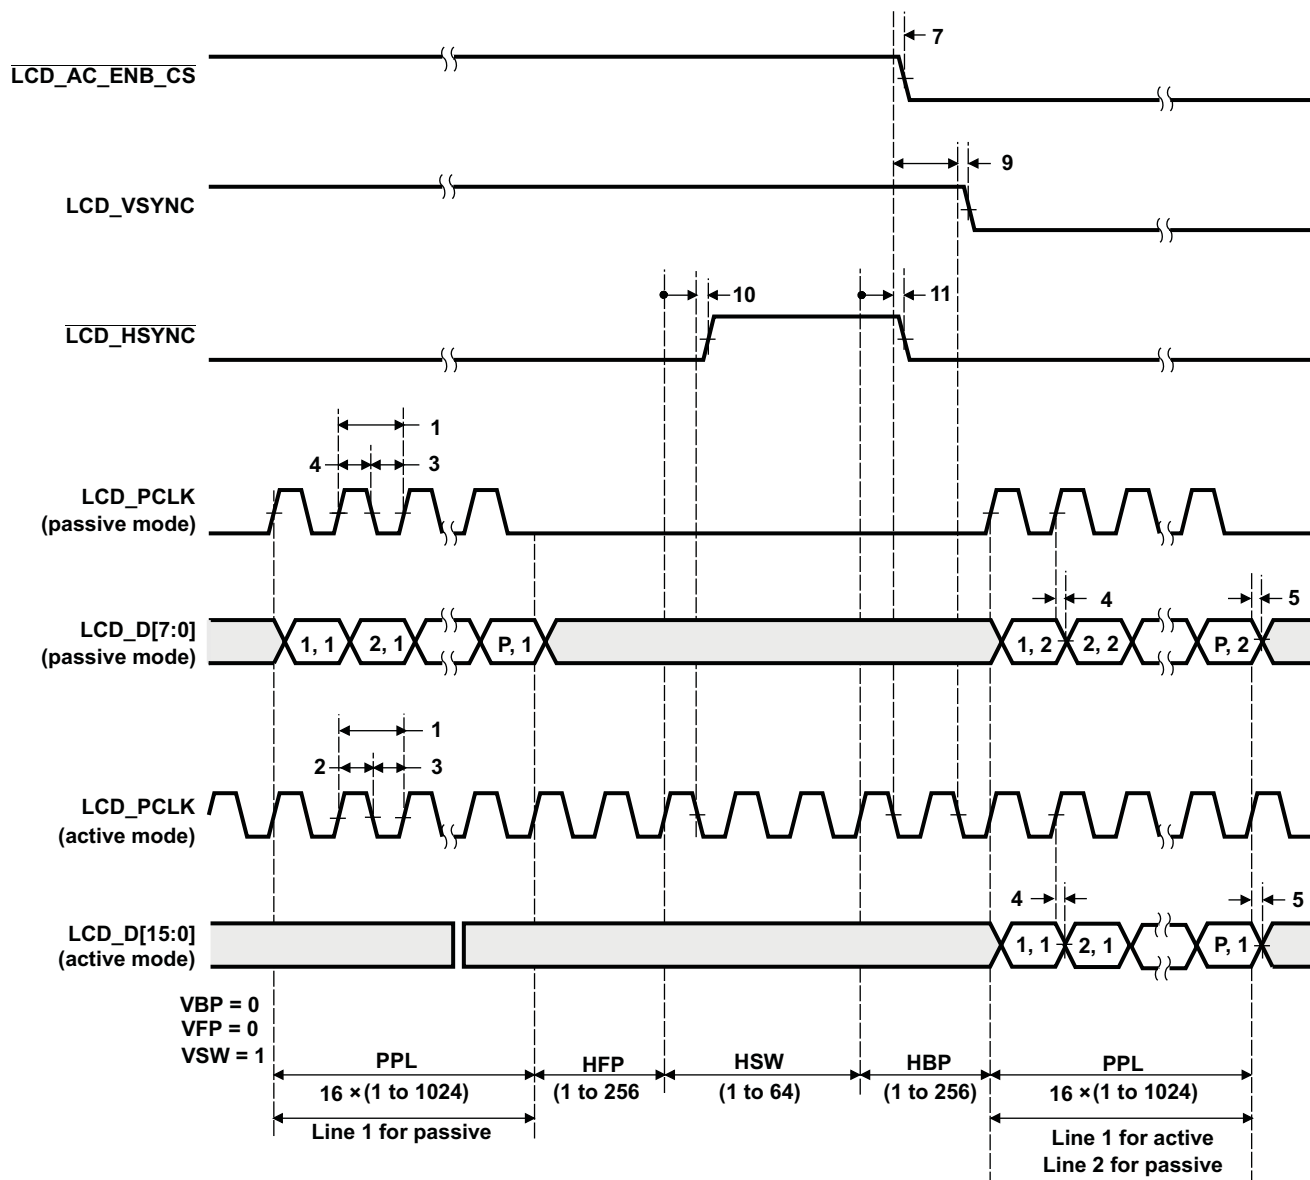 7
LCD_AC_ENB_CS
9
LCD_VSYNC
10
11
LCD_HSYNC
1
4
3
LCD_PCLK
(passive mode)
4
5
LCD_D[7:0]
(passive mode)
1, 1
2, 1
P, 1
1, 2
2, 2
P, 2
1
2
3
LCD_PCLK
(active mode)
4
5
LCD_D[15:0]
(active mode)
1, 1
2, 1
P, 1
VBP = 0
VFP = 0
VSW = 1
PPL
HFP
HSW
HBP
PPL
16 ×(1 to 1024)
(1 to 256
(1 to 64)
(1 to 256)
16 ×(1 to 1024)
Line 1 for passive
Line 1 for active
Line 2 for passive